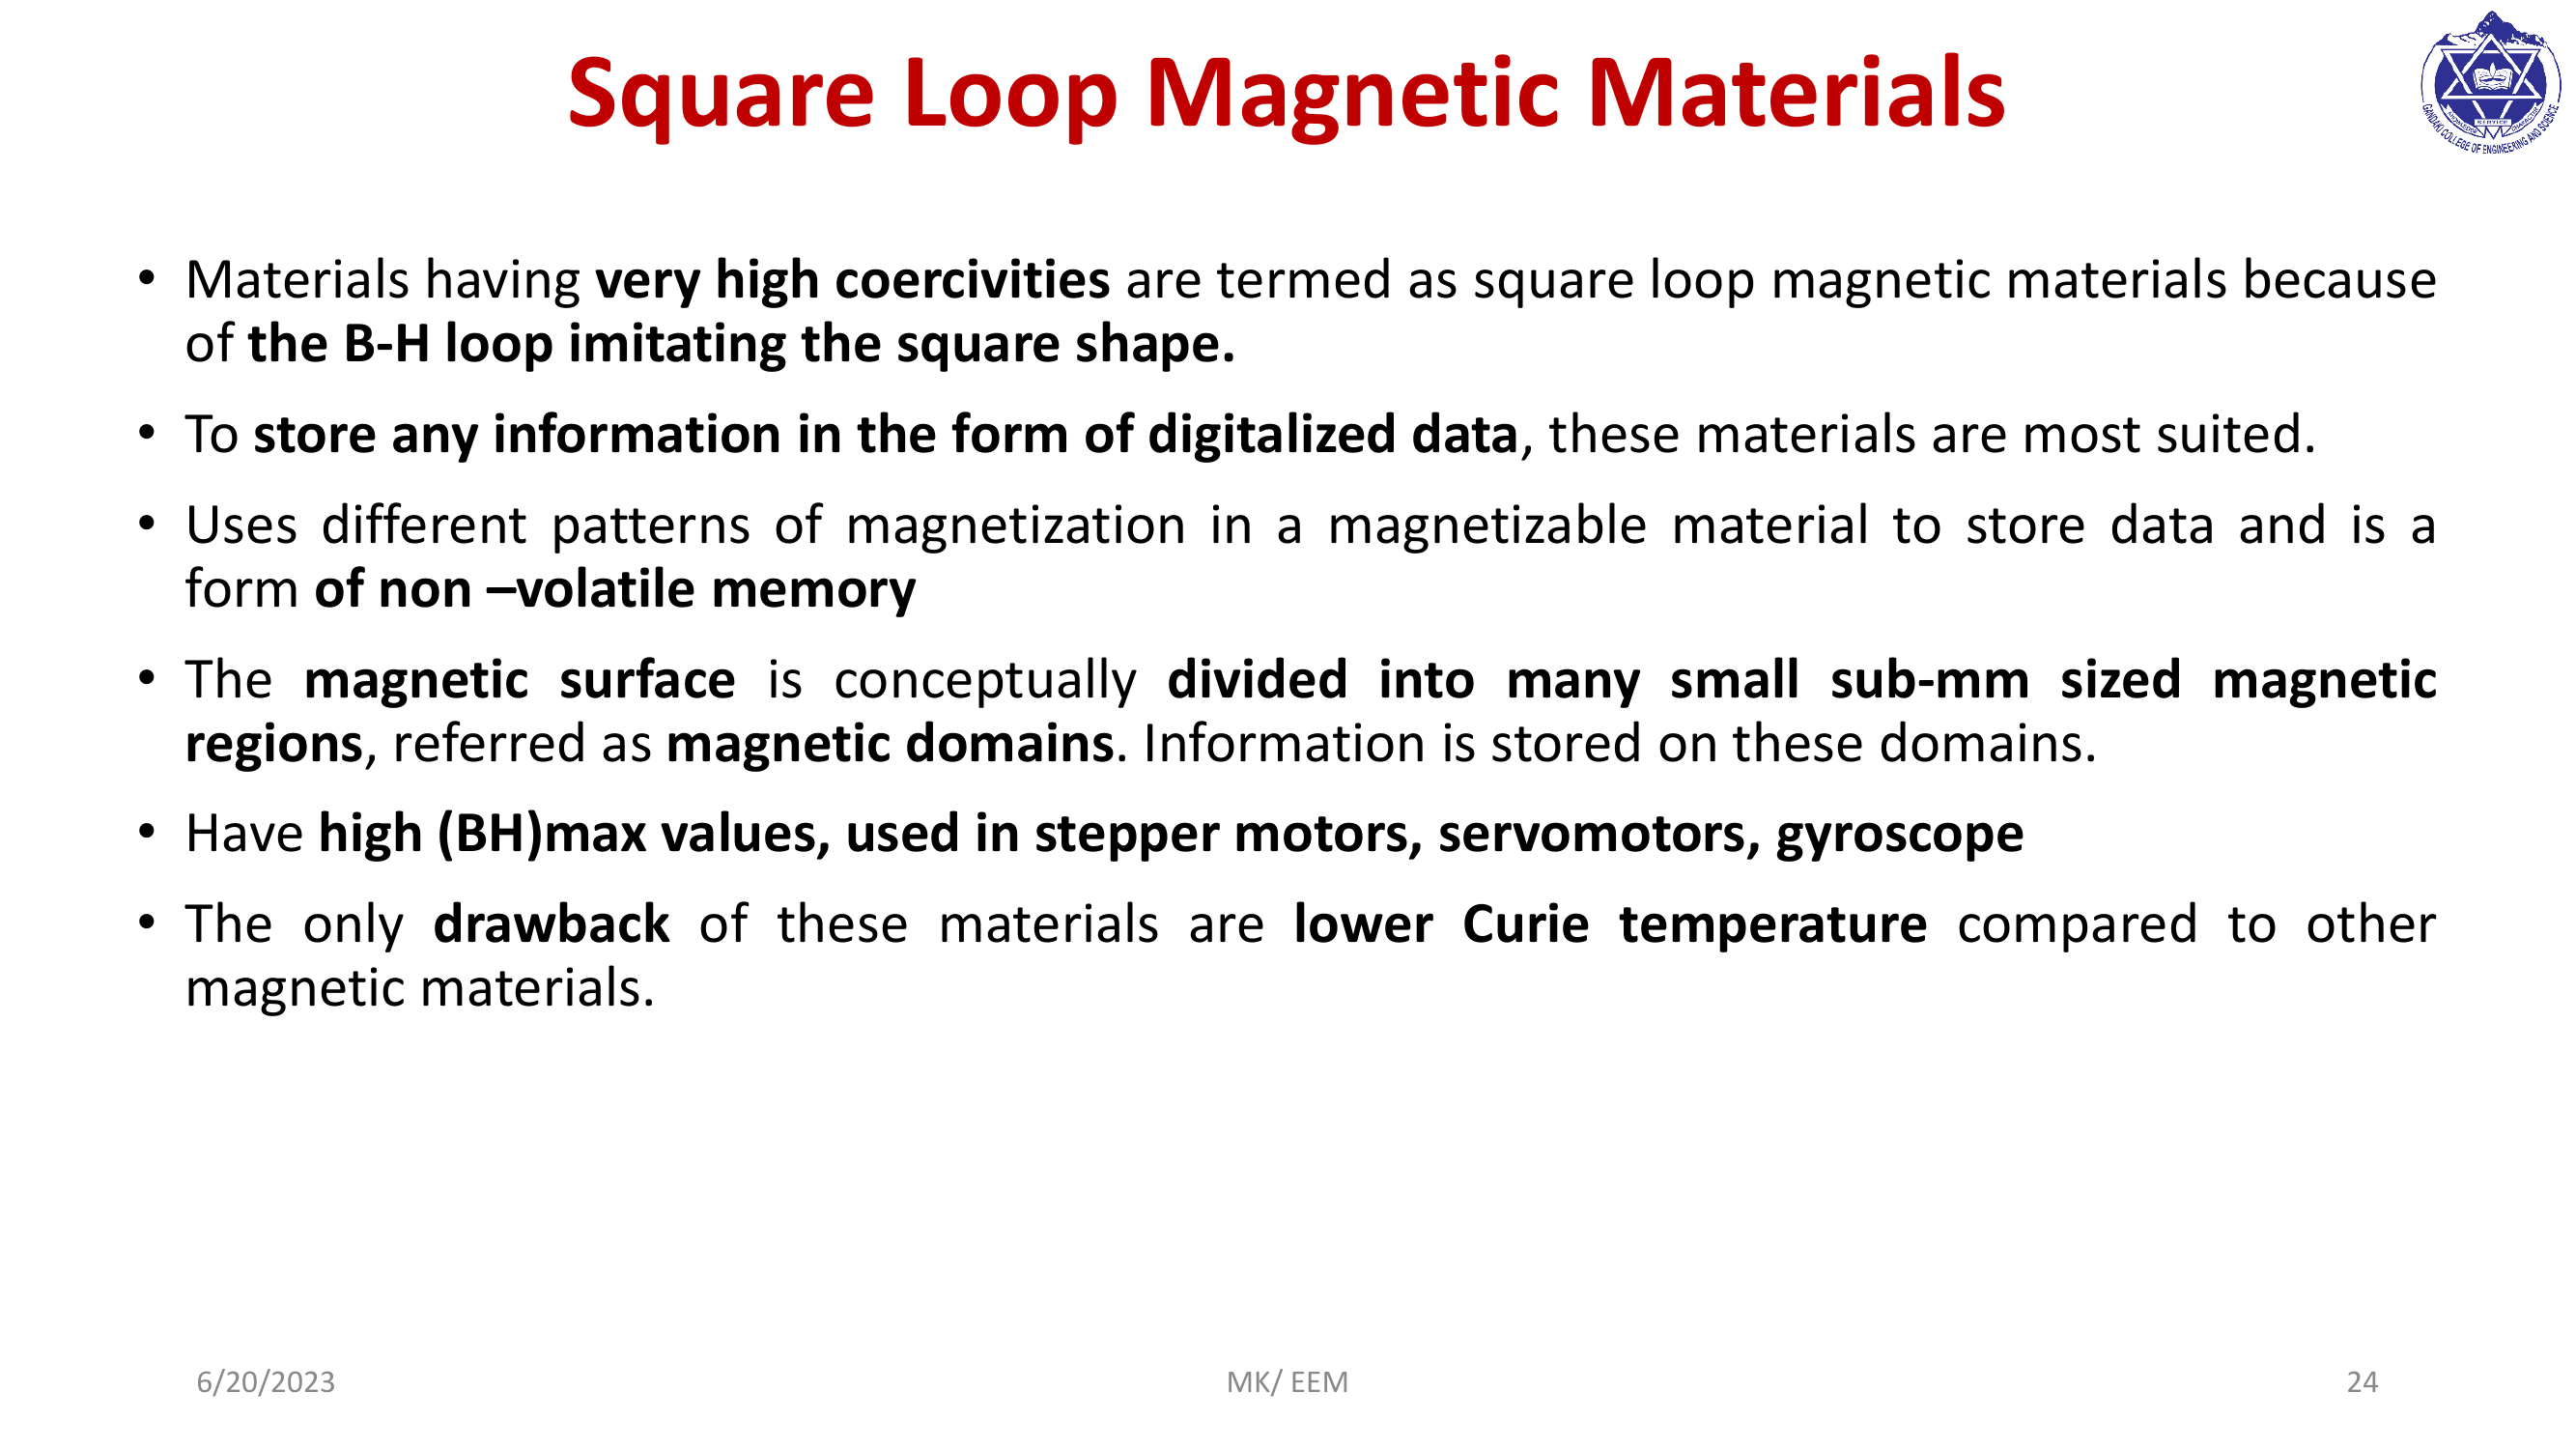 Square Loop Magnetic Materials
GANDAKI COLLEGE OF ENGINEERING AND SCIENCE
• Materials having very high coercivities are termed as square loop magnetic materials because
of the B-H loop imitating the square shape.
• To store any information in the form of digitalized data, these materials are most suited.
• Uses different patterns of magnetization in a magnetizable material to store data and is a
form of non –volatile memory
• The magnetic surface is conceptually divided into many small sub-mm sized magnetic
regions, referred as magnetic domains. Information is stored on these domains.
• Have high (BH)max values, used in stepper motors, servomotors, gyroscope
• The only drawback of these materials are lower Curie temperature compared to other
magnetic materials.
6/20/2023
MK/ EEM
24